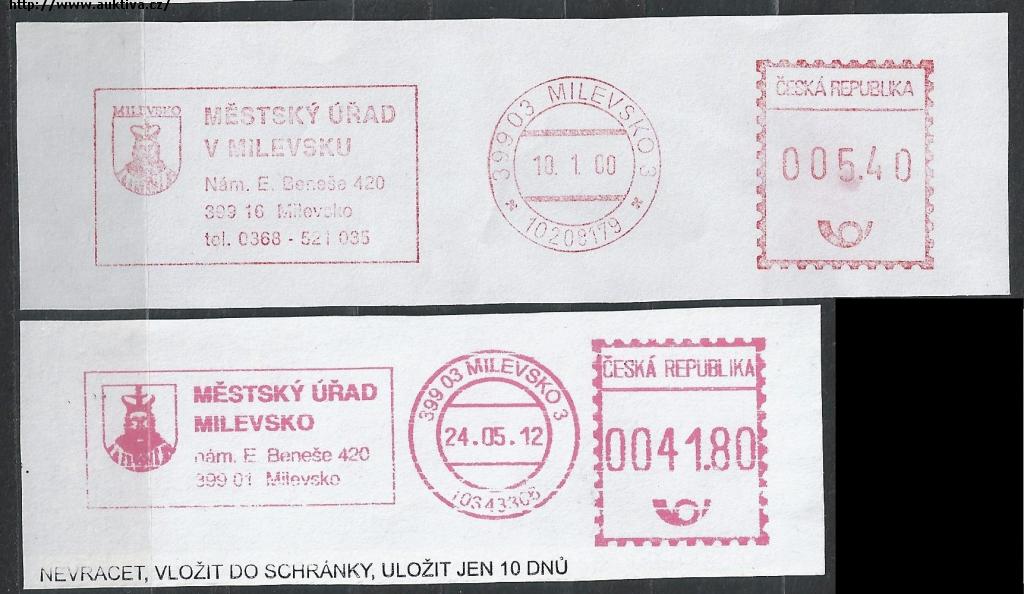 http://www.auktiva.cz/
MILEVSKO
MĚSTSKÝ ÚŘAD
V MILEVSKU
Nám. E. Beneše 420
399 16 Milevsko
tel. 0368 - 521 035
399 03 MILEVSKO 3
10.1.00
10208179
ČESKÁ REPUBLIKA
005.40
MĚSTSKÝ ÚŘAD
MILEVSKO
nám. E. Beneše 420
399 01 Milevsko
399 03 MILEVSKO 3
24.05.12
ČESKÁ REPUBLIKA
0041.80
NEVRACET, VLOŽIT DO SCHRÁNKY, ULOŽIT JEN 10 DNŮ